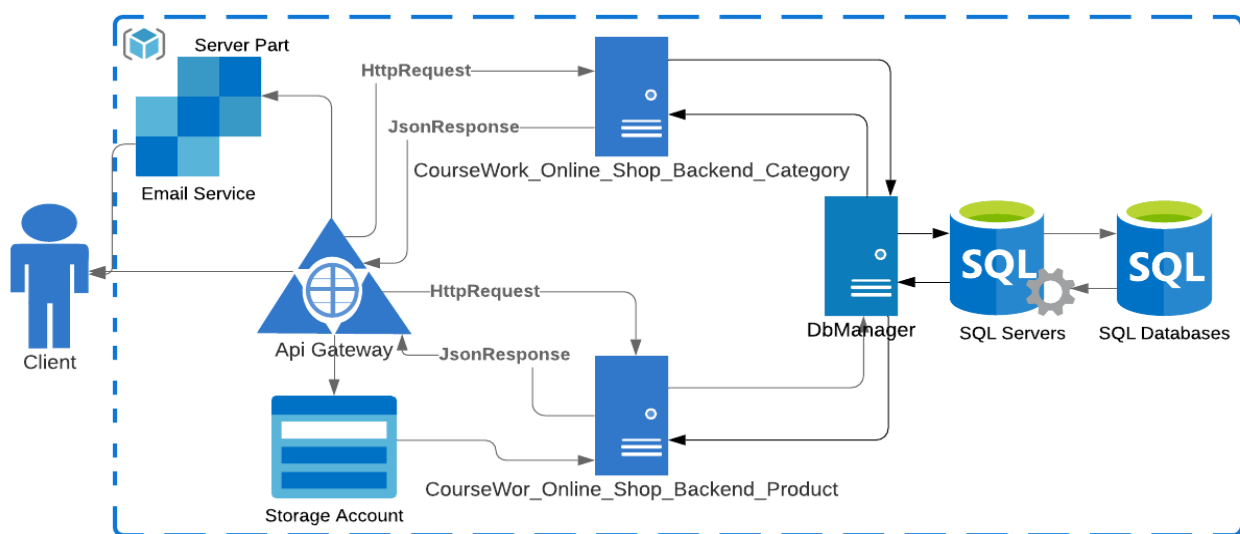 Server Part
HttpRequest
JsonResponse
CourseWork_Online_Shop_Backend_Category
Email Service
SQL
SQL
HttpRequest
DbManager
SQL Servers
SQL Databases
Client
Api Gateway
JsonResponse
CourseWor_Online_Shop_Backend_Product
Storage Account